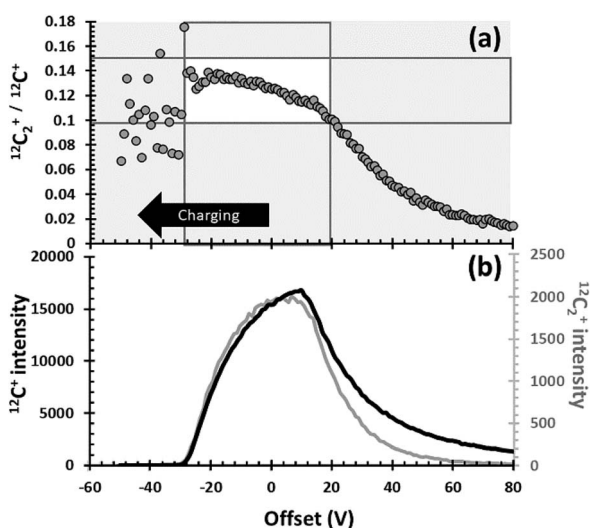 (a)
0.18
0.16
0.14
0.12
0.1
0.08
0.06
0.04
0.02
0
¹²C₂⁺ / ¹²C⁺
Charging
(b)
20000
15000
10000
5000
0
¹²C⁺ intensity
2500
2000
1500
1000
500
0
¹²C₂⁺ intensity
-60 -40 -20 0 20 40 60 80
Offset (V)